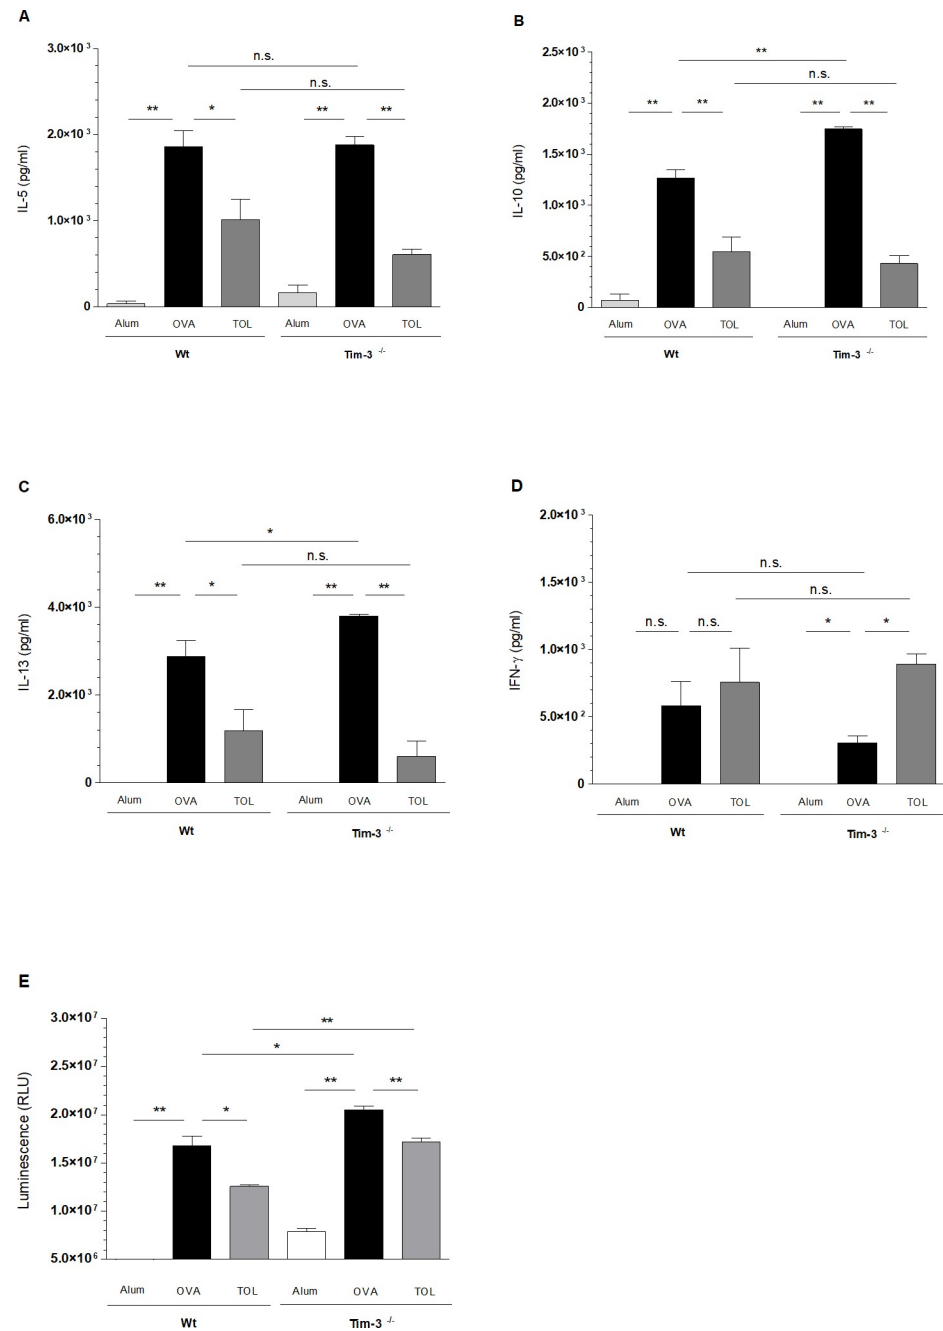 A
IL-5 (pg/ml)
3.0×10³
2.0×10³
1.0×10³
0
n.s.
n.s.
** * ** **
Alum OVA TOL Alum OVA TOL
Wt Tim-3 -/-
B
IL-10 (pg/ml)
2.5×10³
2.0×10³
1.5×10³
1.0×10³
5.0×10²
0
**
n.s.
** ** ** **
Alum OVA TOL Alum OVA TOL
Wt Tim-3 -/-
C
IL-13 (pg/ml)
6.0×10³
4.0×10³
2.0×10³
0
*
n.s.
** * ** **
Alum OVA TOL Alum OVA TOL
Wt Tim-3 -/-
D
IFN-γ (pg/ml)
2.0×10³
1.5×10³
1.0×10³
5.0×10²
0
n.s.
n.s.
n.s. n.s. * *
Alum OVA TOL Alum OVA TOL
Wt Tim-3 -/-
E
Luminescence (RLU)
3.0×10⁷
2.5×10⁷
2.0×10⁷
1.5×10⁷
1.0×10⁷
5.0×10⁶
**
*
** **
** *
Alum OVA TOL Alum OVA TOL
Wt Tim-3 -/-